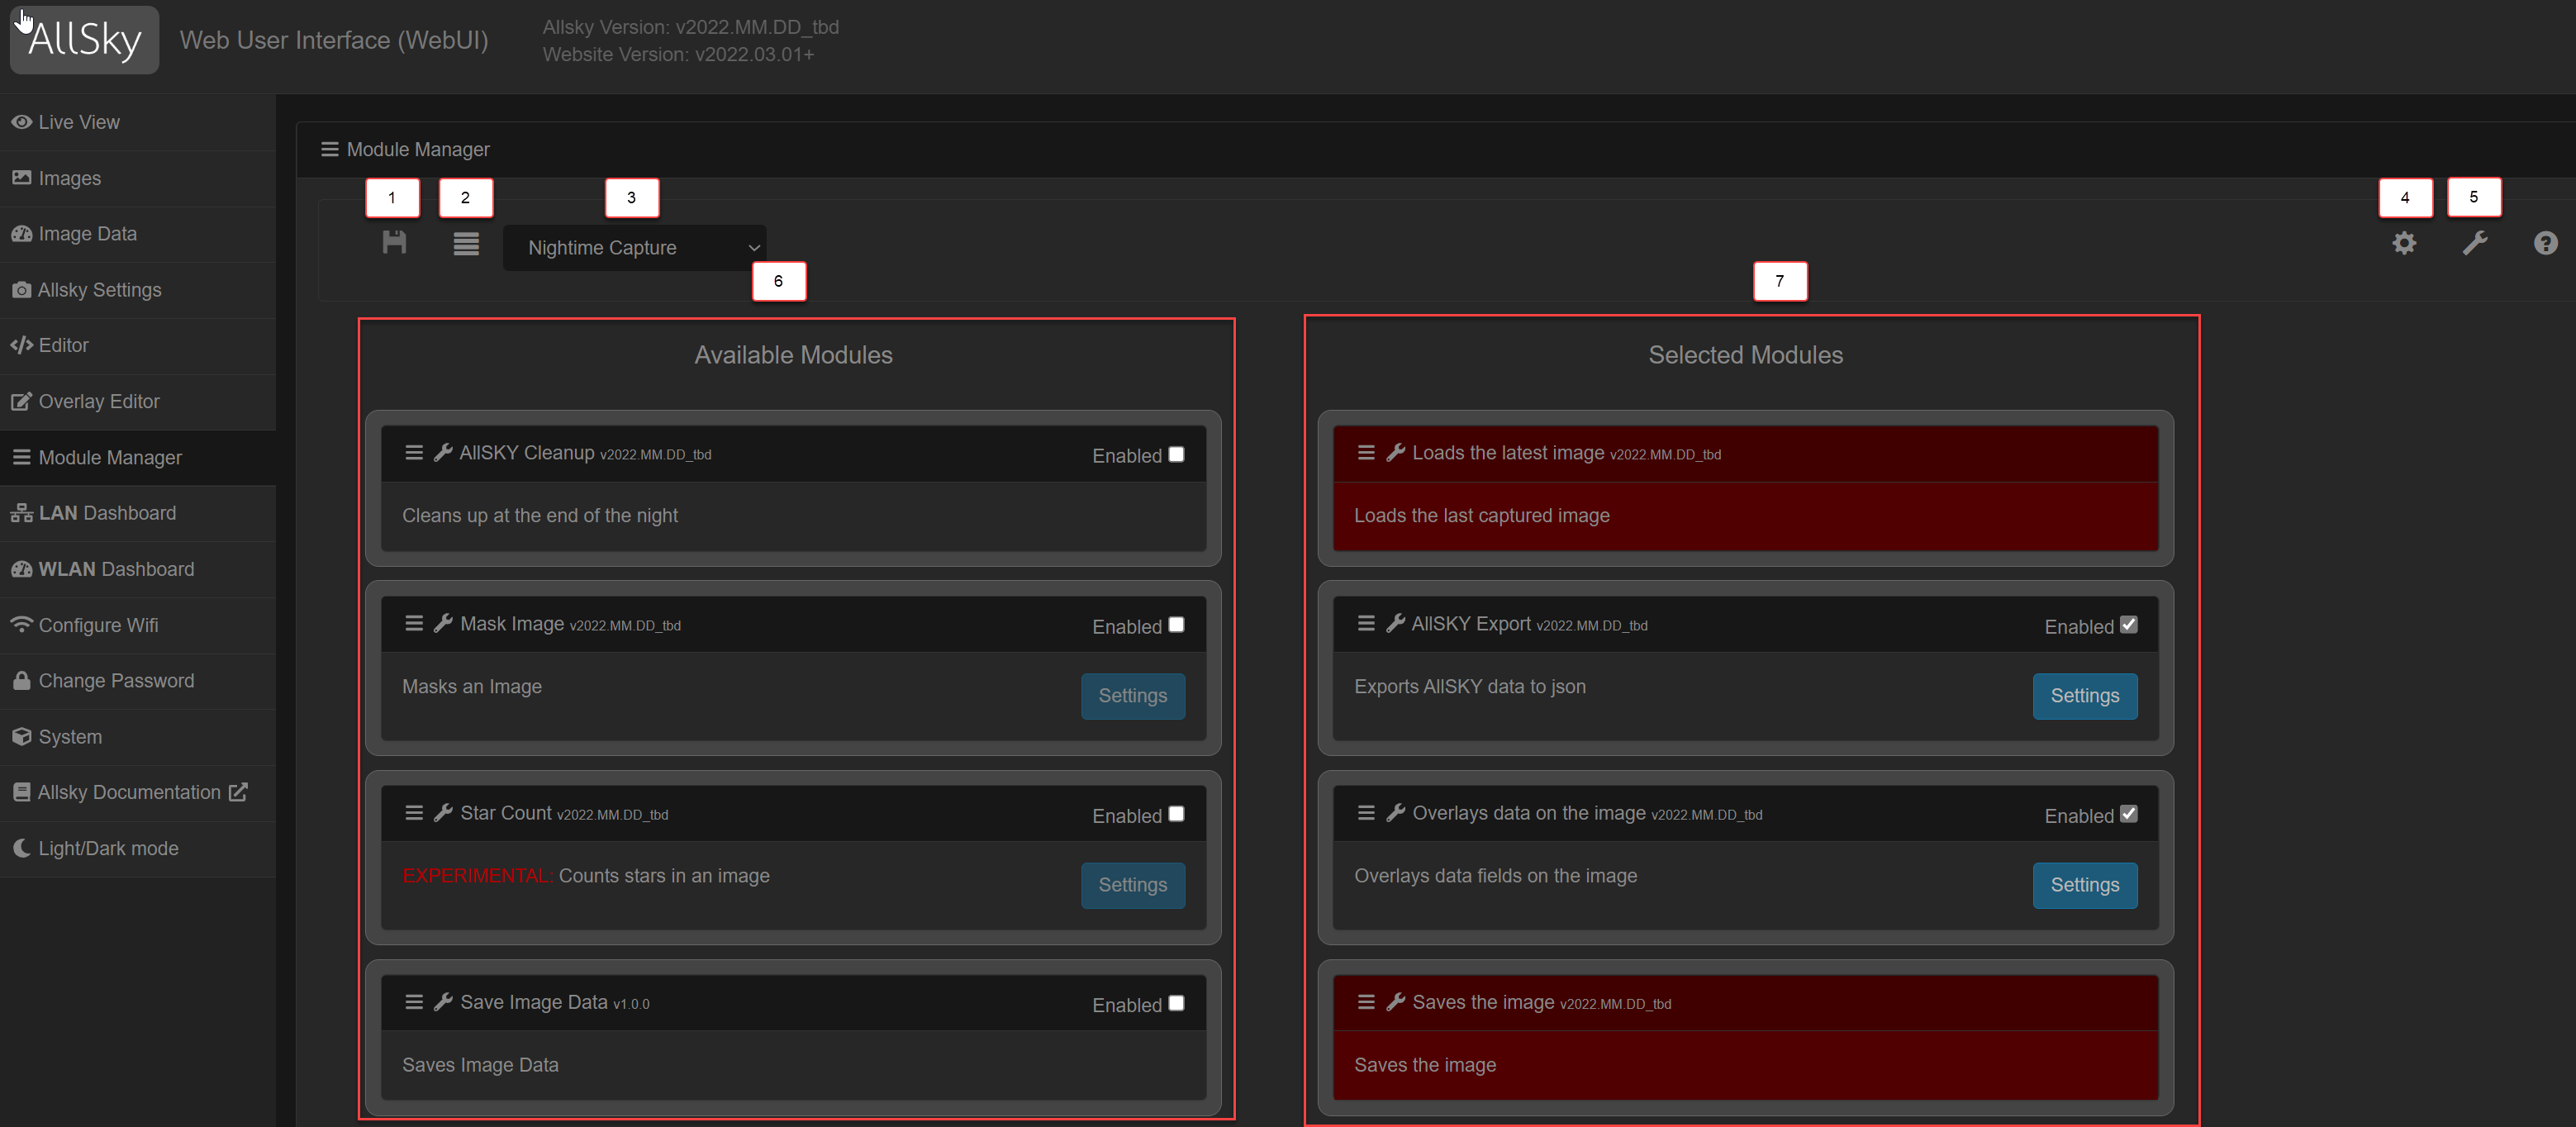 AllSky
Web User Interface (WebUI)
Allsky Version: v2022.MM.DD_tbd
Website Version: v2022.03.01+
Live View
Images
Image Data
Allsky Settings
Editor
Overlay Editor
Module Manager
LAN Dashboard
WLAN Dashboard
Configure Wifi
Change Password
System
Allsky Documentation
Light/Dark mode
Module Manager
1
2
3
4
5
Nightime Capture
6
7
Available Modules
AllSKY Cleanup v2022.MM.DD_tbd Enabled
Cleans up at the end of the night
Mask Image v2022.MM.DD_tbd Enabled
Masks an Image Settings
Star Count v2022.MM.DD_tbd Enabled
EXPERIMENTAL: Counts stars in an image Settings
Save Image Data v1.0.0 Enabled
Saves Image Data
Selected Modules
Loads the latest image v2022.MM.DD_tbd
Loads the last captured image
AllSKY Export v2022.MM.DD_tbd Enabled
Exports AllSKY data to json Settings
Overlays data on the image v2022.MM.DD_tbd Enabled
Overlays data fields on the image Settings
Saves the image v2022.MM.DD_tbd
Saves the image